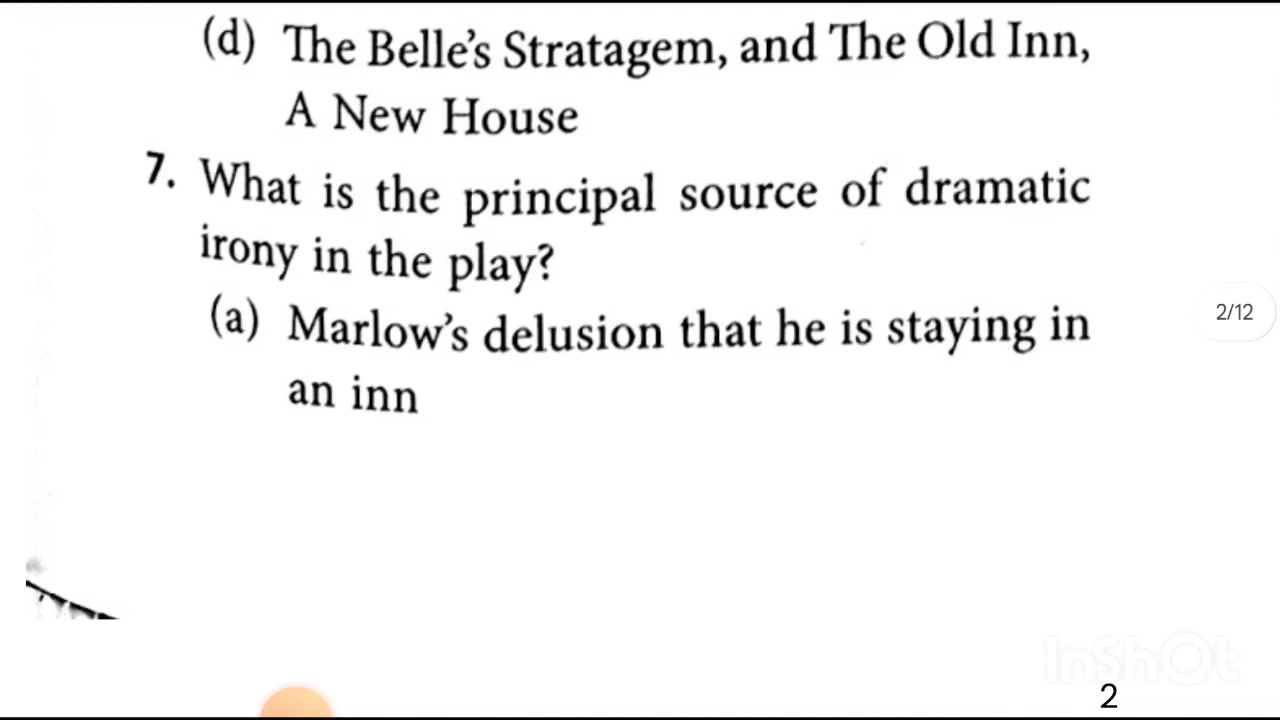 (d) The Belle's Stratagem, and The Old Inn,
A New House
7. What is the principal source of dramatic
irony in the play?
(a) Marlow's delusion that he is staying in
an inn
2/12
InShOt
2